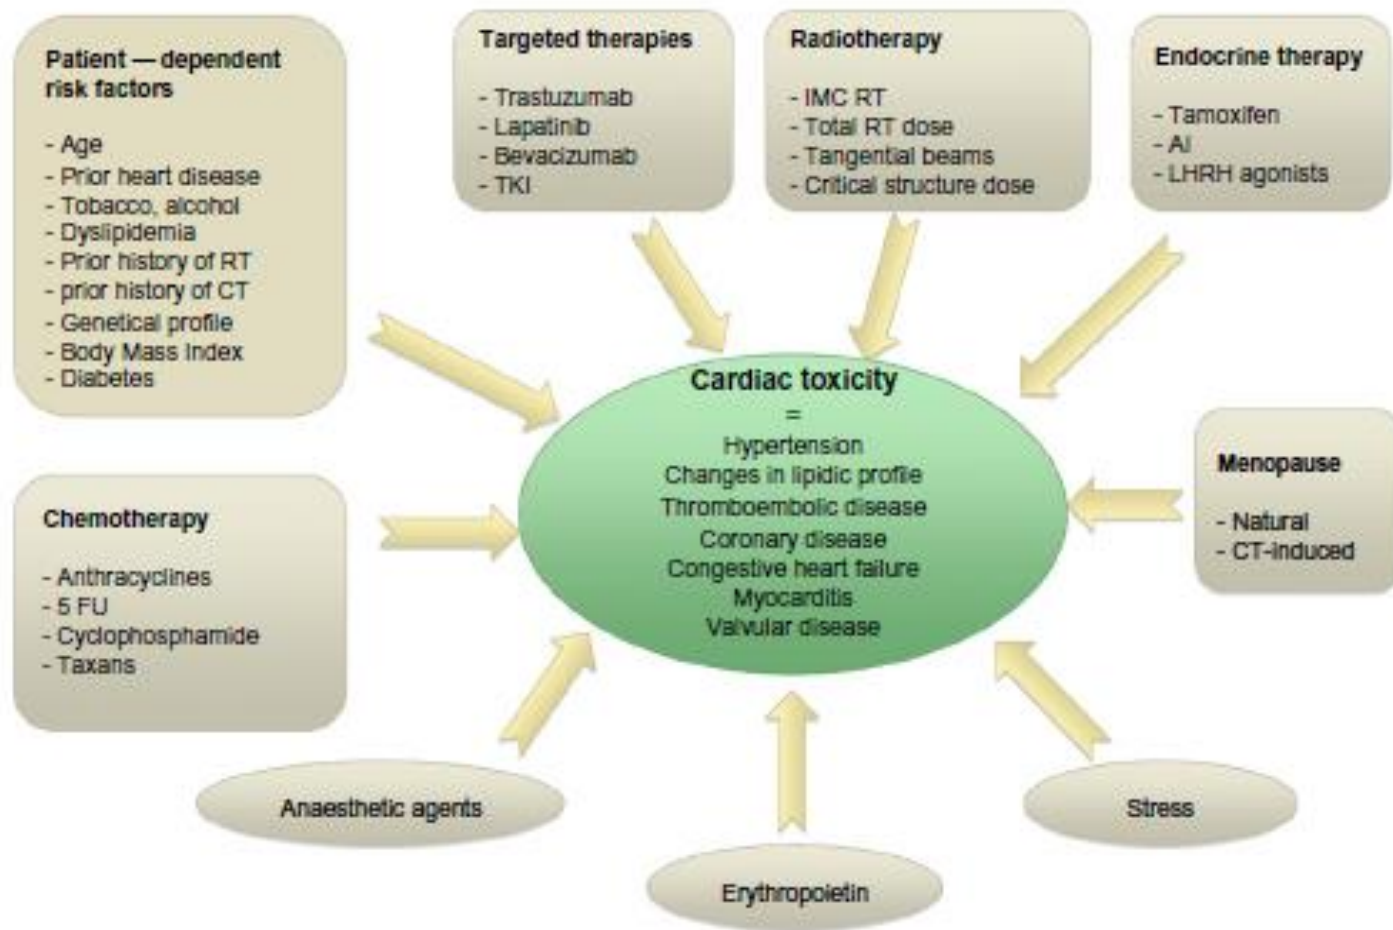 Patient — dependent
risk factors
- Age
- Prior heart disease
- Tobacco, alcohol
- Dyslipidemia
- Prior history of RT
- prior history of CT
- Genetical profile
- Body Mass Index
- Diabetes
Targeted therapies
- Trastuzumab
- Lapatinib
- Bevacizumab
- TKI
Radiotherapy
- IMC RT
- Total RT dose
- Tangential beams
- Critical structure dose
Endocrine therapy
- Tamoxifen
- AI
- LHRH agonists
Cardiac toxicity
=
Hypertension
Changes in lipidic profile
Thromboembolic disease
Coronary disease
Congestive heart failure
Myocarditis
Valvular disease
Menopause
- Natural
- CT-induced
Chemotherapy
- Anthracyclines
- 5 FU
- Cyclophosphamide
- Taxans
Anaesthetic agents
Erythropoietin
Stress